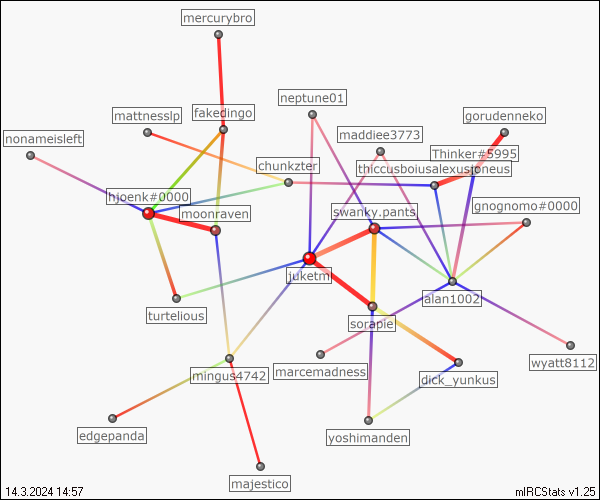 mercurybro
neptune01
mattnesslp
fakedingo
gorudenneko
nonameisleft
maddiee3773
Thinker#5995
chunkzter
thiccusboiusalexusjoneus
hjoenk#0000
moonraven
swanky.pants
gnognomo#0000
juketmi
alan1002
turtelious
sorapie
mingus4742
marcemadness
wyatt8112
dick_yunkus
edgepanda
yoshimanden
majestico
14.3.2024 14:57
mIRCStats v1.25